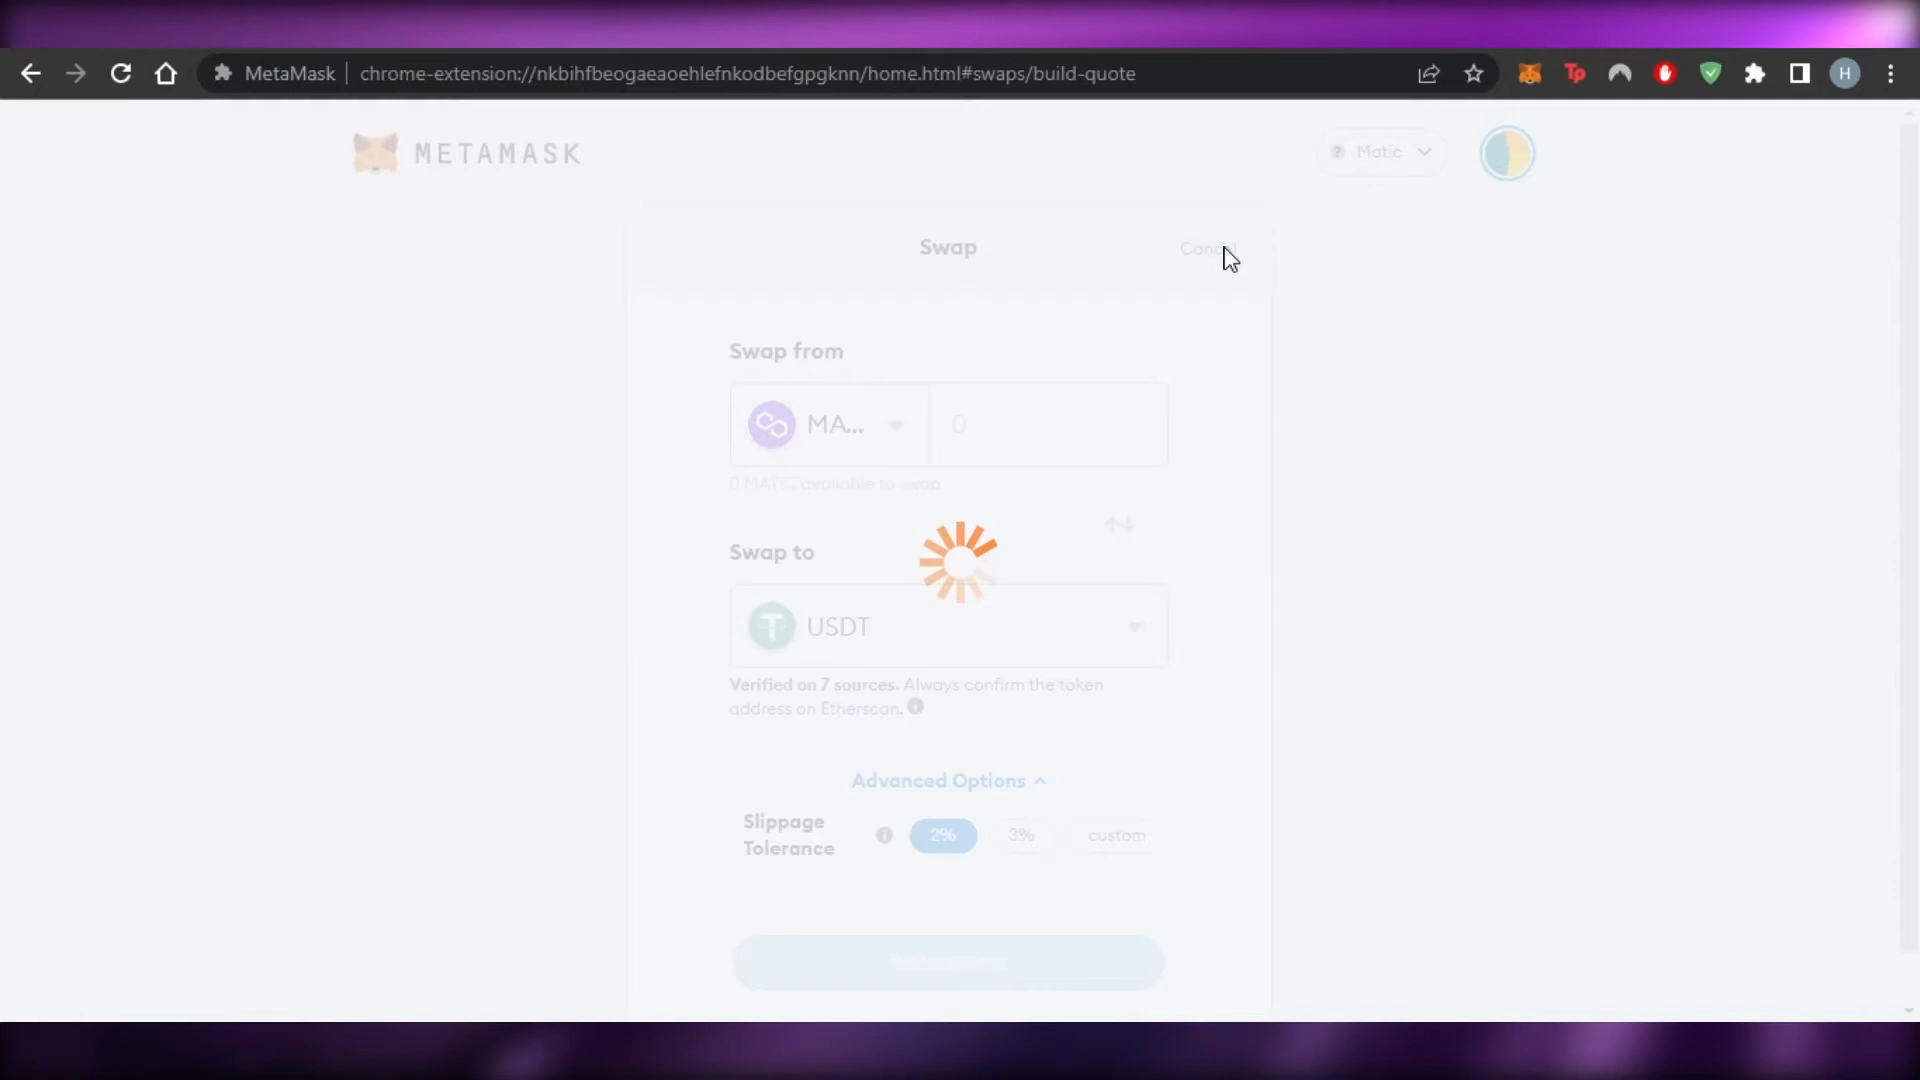 MetaMask
chrome-extension://nkbihfbeogaeaoehlefnkodbefgpgknn/home.html#swaps/build-quote
Tp
H
METAMASK
? Matic
Swap
Cancel
Swap from
MA...
0
0 MATIC available to swap
Swap to
T USDT
Verified on 7 sources. Always confirm the token
address on Etherscan.
Advanced Options
Slippage
Tolerance
2%
3%
custom